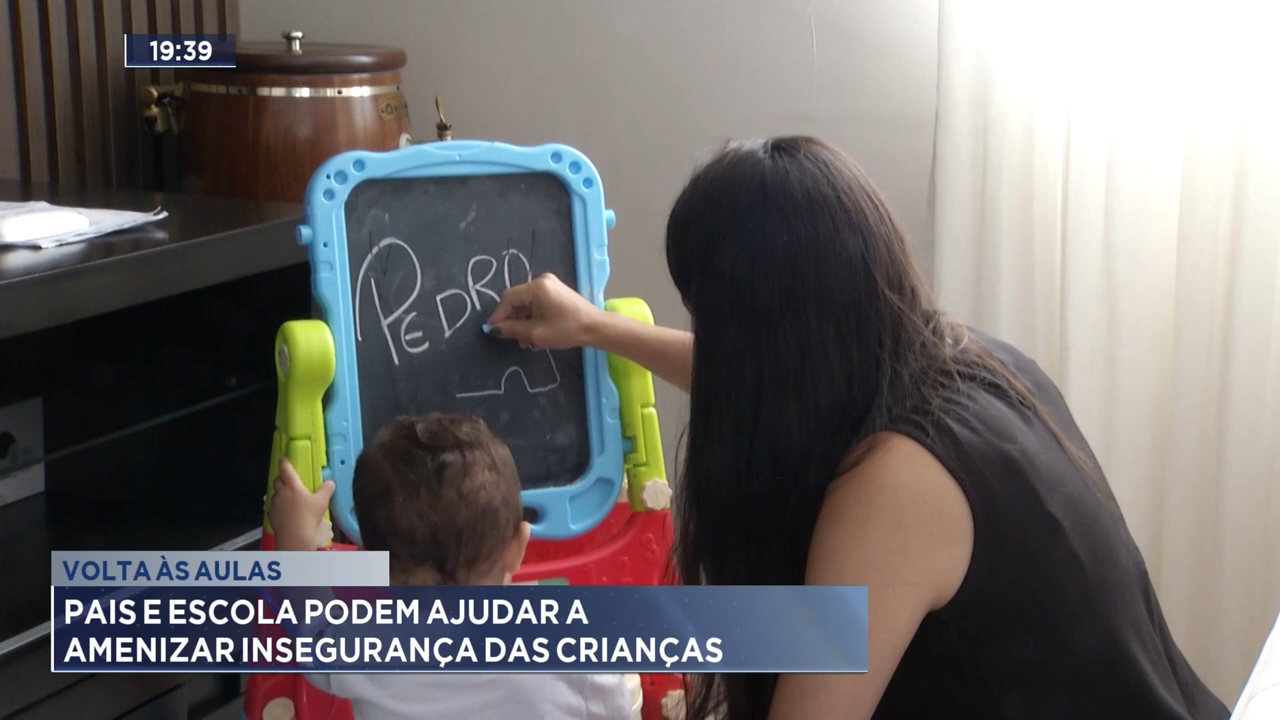 19:39
PEDRO
VOLTA ÀS AULAS
PAIS E ESCOLA PODEM AJUDAR A
AMENIZAR INSEGURANÇA DAS CRIANÇAS